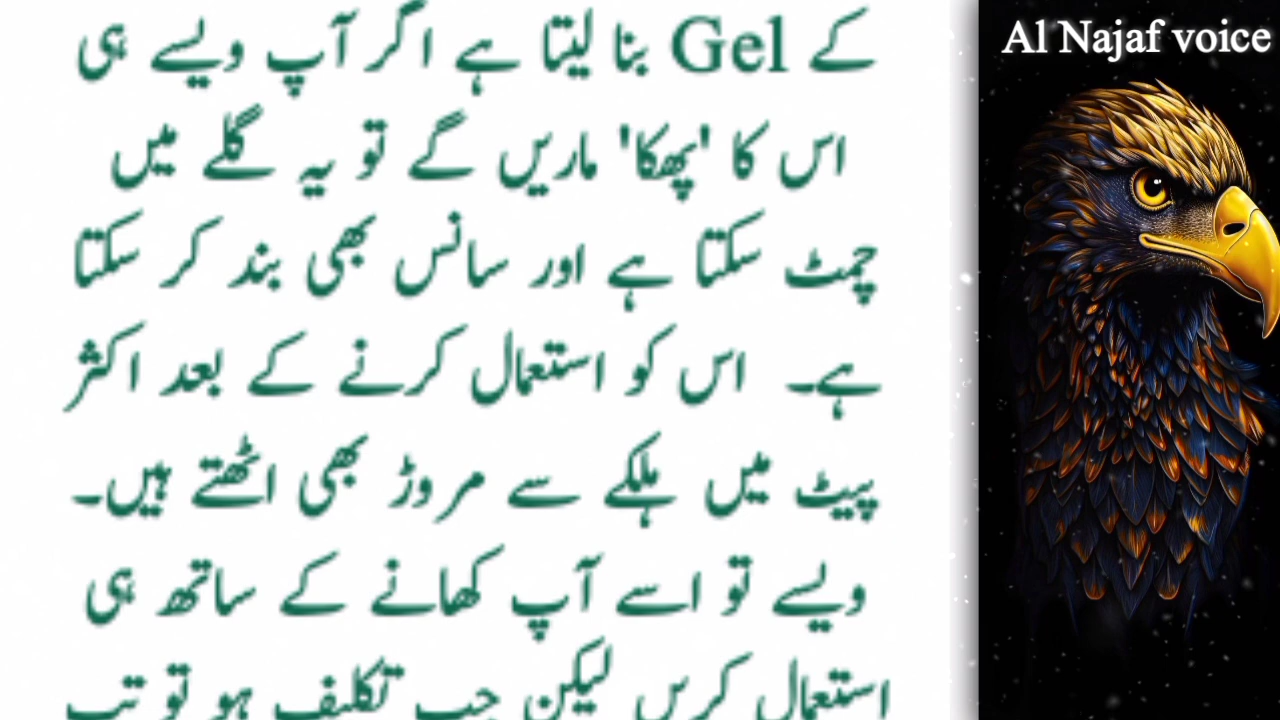 کے Gel بنا لیتا ہے اگر آپ ویسے ہی
اس کا 'پھکا' ماریں گے تو یہ گلے میں
چمٹ سکتا ہے اور سانس بھی بند کر سکتا
ہے۔ اس کو استعمال کرنے کے بعد اکثر
پیٹ میں ہلکے سے مروڑ بھی اٹھتے ہیں۔
ویسے تو اسے آپ کھانے کے ساتھ ہی
استعمال کریں لیکن جب تکلیف ہو تو تب
Al Najaf voice